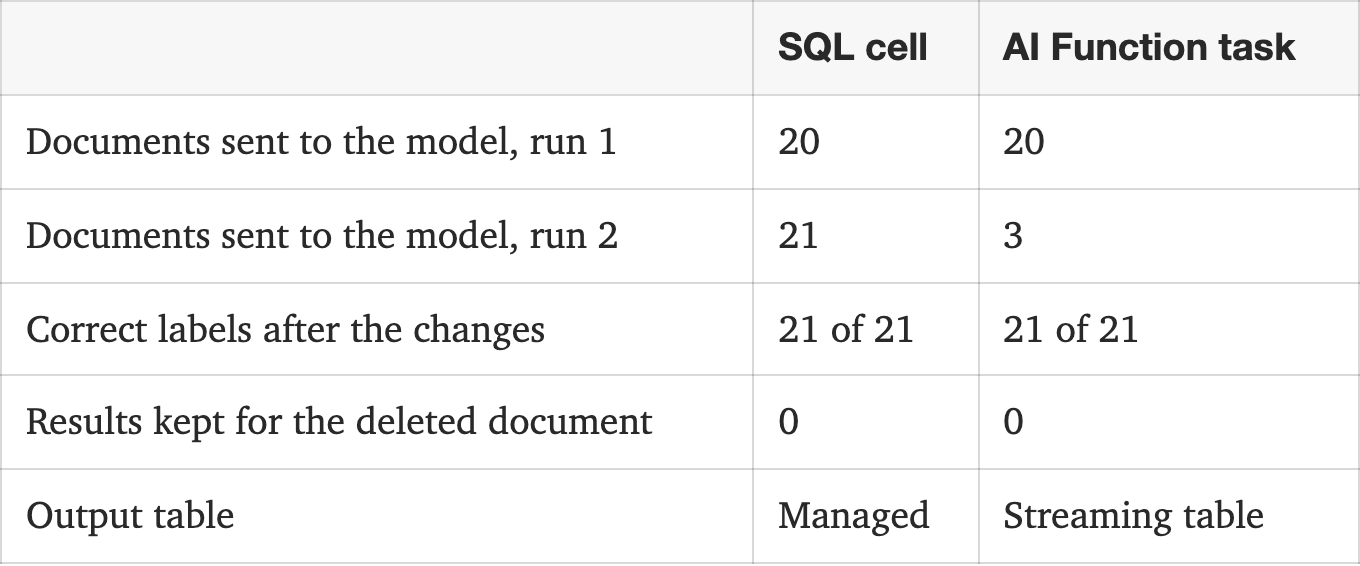 SQL cell AI Function task
Documents sent to the model, run 1 20 20
Documents sent to the model, run 2 21 3
Correct labels after the changes 21 of 21 21 of 21
Results kept for the deleted document 0 0
Output table Managed Streaming table